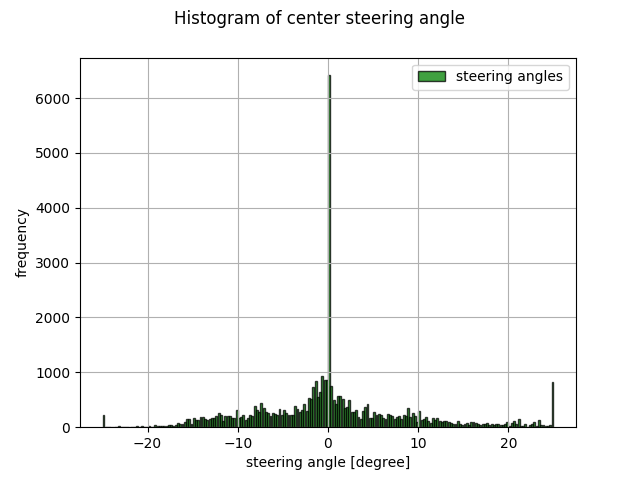 Histogram of center steering angle
steering angles
6000
5000
4000
3000
2000
1000
0
frequency
−20 −10 0 10 20
steering angle [degree]